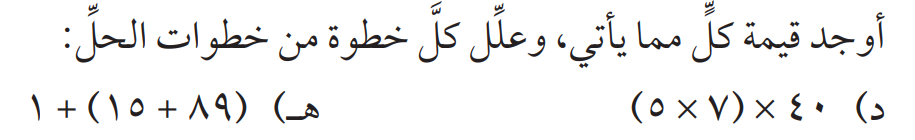 أوجد قيمة كلٍّ مما يأتي، وعلِّل كلَّ خطوة من خطوات الحلِّ:
د) ٤٠ × (٧ × ٥) هـ) (٨٩ + ١٥) + ١